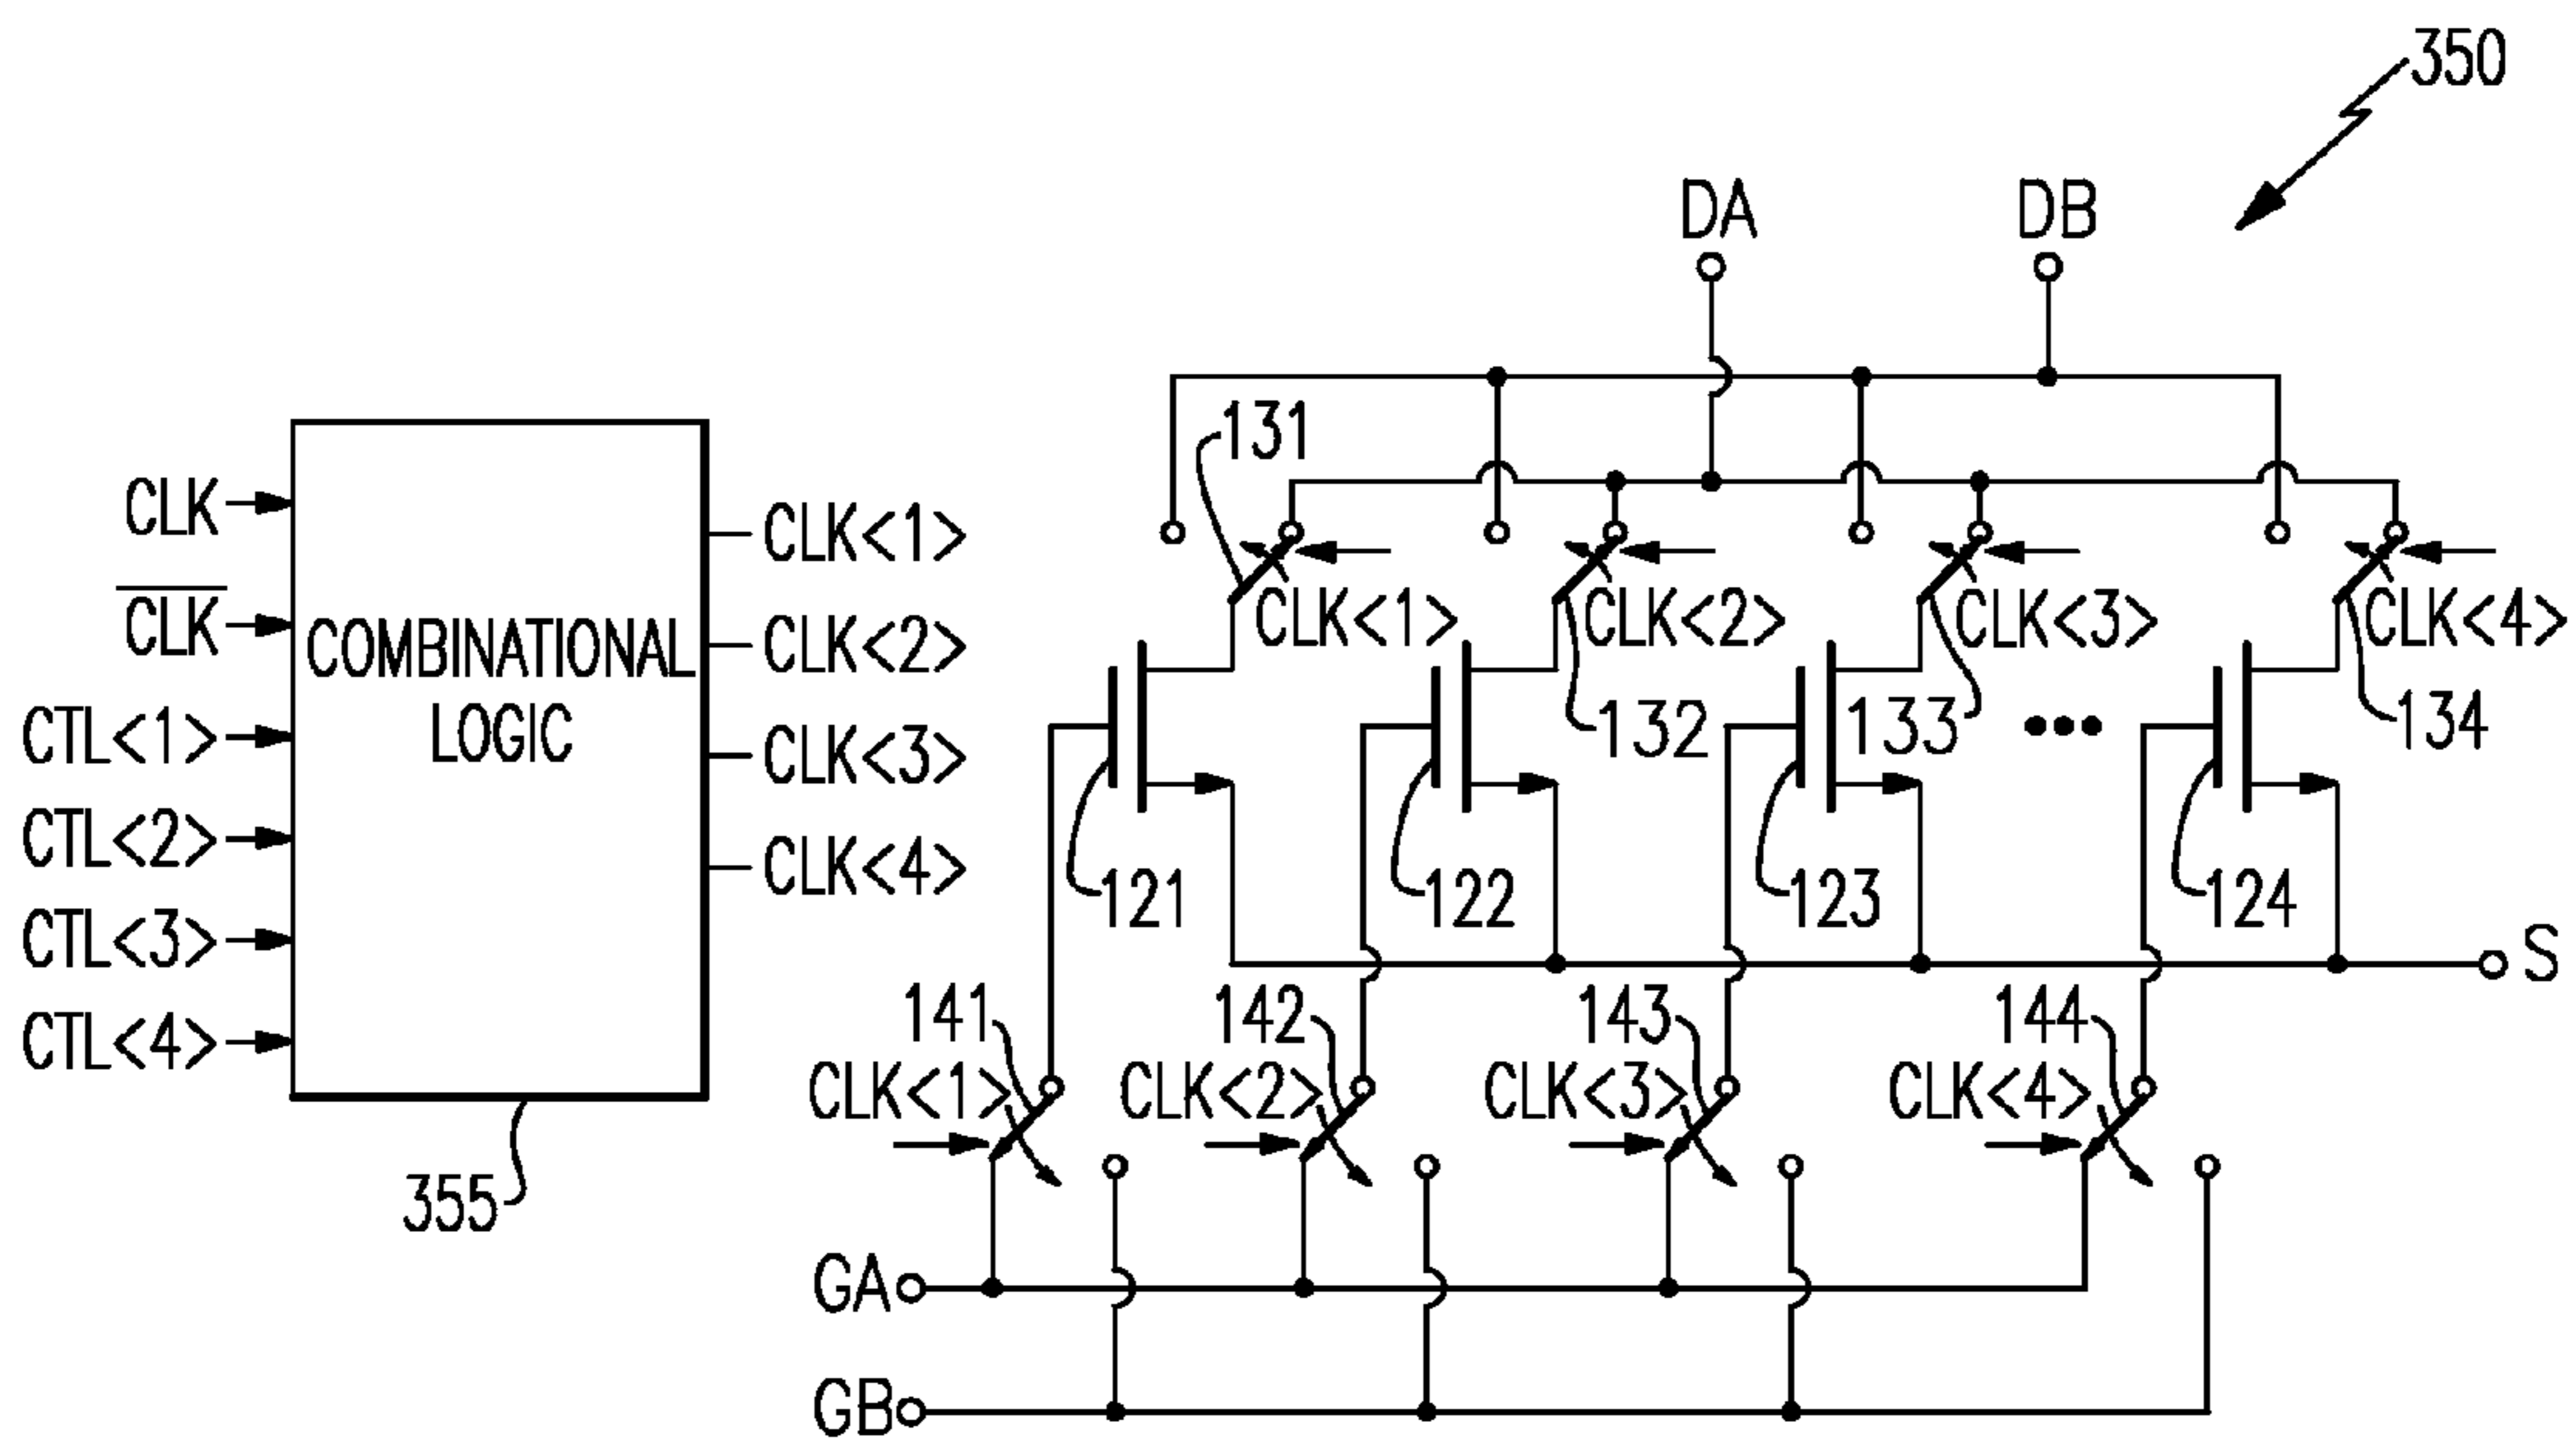 350
DA
DB
131
CLK
CLK
CTL<1>
CTL<2>
CTL<3>
CTL<4>
COMBINATIONAL
LOGIC
CLK<1>
CLK<2>
CLK<3>
CLK<4>
355
CLK<1>
CLK<2>
CLK<3>
CLK<4>
132
133
134
121
122
123
124
S
141
142
143
144
CLK<1>
CLK<2>
CLK<3>
CLK<4>
GA
GB